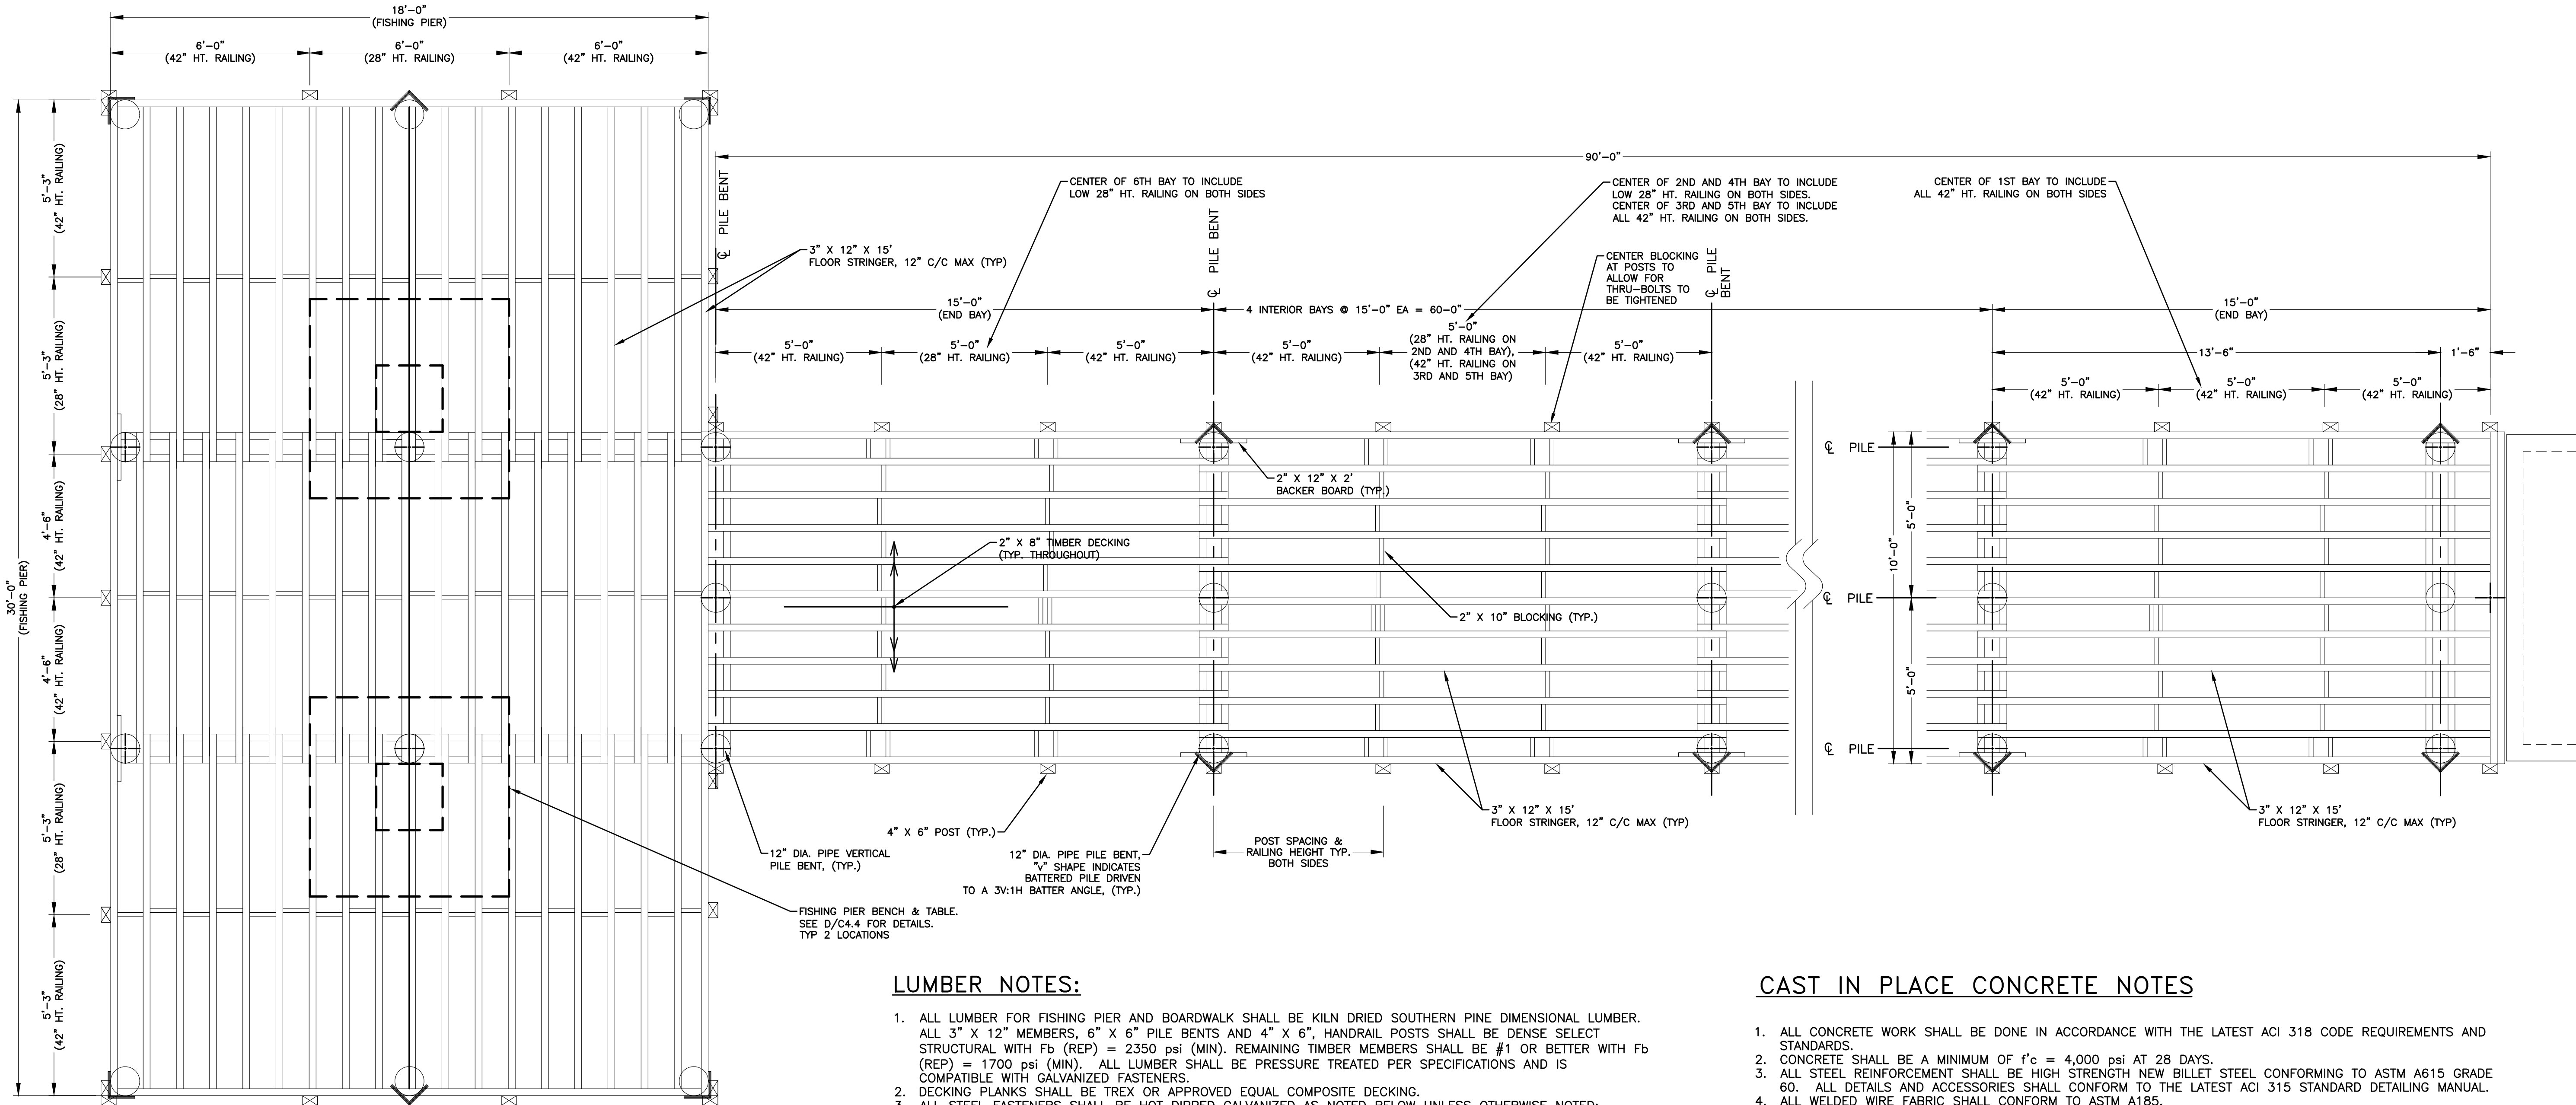 18'-0"
(FISHING PIER)
6'-0"
(42" HT. RAILING)
6'-0"
(28" HT. RAILING)
6'-0"
(42" HT. RAILING)
30'-0"
(FISHING PIER)
5'-3"
(42" HT. RAILING)
5'-3"
(28" HT. RAILING)
4'-6"
(42" HT. RAILING)
4'-6"
(42" HT. RAILING)
5'-3"
(28" HT. RAILING)
5'-3"
(42" HT. RAILING)
90'-0"
℄ PILE BENT
CENTER OF 6TH BAY TO INCLUDE
LOW 28" HT. RAILING ON BOTH SIDES
3" X 12" X 15'
FLOOR STRINGER, 12" C/C MAX (TYP)
℄ PILE BENT
CENTER OF 2ND AND 4TH BAY TO INCLUDE
LOW 28" HT. RAILING ON BOTH SIDES.
CENTER OF 3RD AND 5TH BAY TO INCLUDE
ALL 42" HT. RAILING ON BOTH SIDES.
CENTER BLOCKING
AT POSTS TO
ALLOW FOR
THRU-BOLTS TO
BE TIGHTENED
℄ PILE
BENT
CENTER OF 1ST BAY TO INCLUDE
ALL 42" HT. RAILING ON BOTH SIDES
15'-0"
(END BAY)
4 INTERIOR BAYS @ 15'-0" EA = 60-0"
15'-0"
(END BAY)
5'-0"
(42" HT. RAILING)
5'-0"
(28" HT. RAILING)
5'-0"
(42" HT. RAILING)
5'-0"
(42" HT. RAILING)
5'-0"
(28" HT. RAILING ON
2ND AND 4TH BAY),
(42" HT. RAILING ON
3RD AND 5TH BAY)
5'-0"
(42" HT. RAILING)
13'-6"
1'-6"
5'-0"
(42" HT. RAILING)
5'-0"
(42" HT. RAILING)
5'-0"
(42" HT. RAILING)
2" X 12" X 2'
BACKER BOARD (TYP.)
2" X 8" TIMBER DECKING
(TYP. THROUGHOUT)
2" X 10" BLOCKING (TYP.)
℄ PILE
℄ PILE
℄ PILE
10'-0"
5'-0"
5'-0"
4" X 6" POST (TYP.)
12" DIA. PIPE VERTICAL
PILE BENT, (TYP.)
12" DIA. PIPE PILE BENT,
"V" SHAPE INDICATES
BATTERED PILE DRIVEN
TO A 3V:1H BATTER ANGLE, (TYP.)
POST SPACING &
RAILING HEIGHT TYP.
BOTH SIDES
3" X 12" X 15'
FLOOR STRINGER, 12" C/C MAX (TYP)
3" X 12" X 15'
FLOOR STRINGER, 12" C/C MAX (TYP)
FISHING PIER BENCH & TABLE.
SEE D/C4.4 FOR DETAILS.
TYP 2 LOCATIONS
LUMBER NOTES:
1. ALL LUMBER FOR FISHING PIER AND BOARDWALK SHALL BE KILN DRIED SOUTHERN PINE DIMENSIONAL LUMBER.
ALL 3" X 12" MEMBERS, 6" X 6" PILE BENTS AND 4" X 6", HANDRAIL POSTS SHALL BE DENSE SELECT
STRUCTURAL WITH Fb (REP) = 2350 psi (MIN). REMAINING TIMBER MEMBERS SHALL BE #1 OR BETTER WITH Fb
(REP) = 1700 psi (MIN). ALL LUMBER SHALL BE PRESSURE TREATED PER SPECIFICATIONS AND IS
COMPATIBLE WITH GALVANIZED FASTENERS.
2. DECKING PLANKS SHALL BE TREX OR APPROVED EQUAL COMPOSITE DECKING.
3. ALL STEEL FASTENERS SHALL BE HOT DIPPED GALVANIZED AS NOTED BELOW UNLESS OTHERWISE NOTED:
CAST IN PLACE CONCRETE NOTES
1. ALL CONCRETE WORK SHALL BE DONE IN ACCORDANCE WITH THE LATEST ACI 318 CODE REQUIREMENTS AND
STANDARDS.
2. CONCRETE SHALL BE A MINIMUM OF f'c = 4,000 psi AT 28 DAYS.
3. ALL STEEL REINFORCEMENT SHALL BE HIGH STRENGTH NEW BILLET STEEL CONFORMING TO ASTM A615 GRADE
60. ALL DETAILS AND ACCESSORIES SHALL CONFORM TO THE LATEST ACI 315 STANDARD DETAILING MANUAL.
4. ALL WELDED WIRE FABRIC SHALL CONFORM TO ASTM A185.